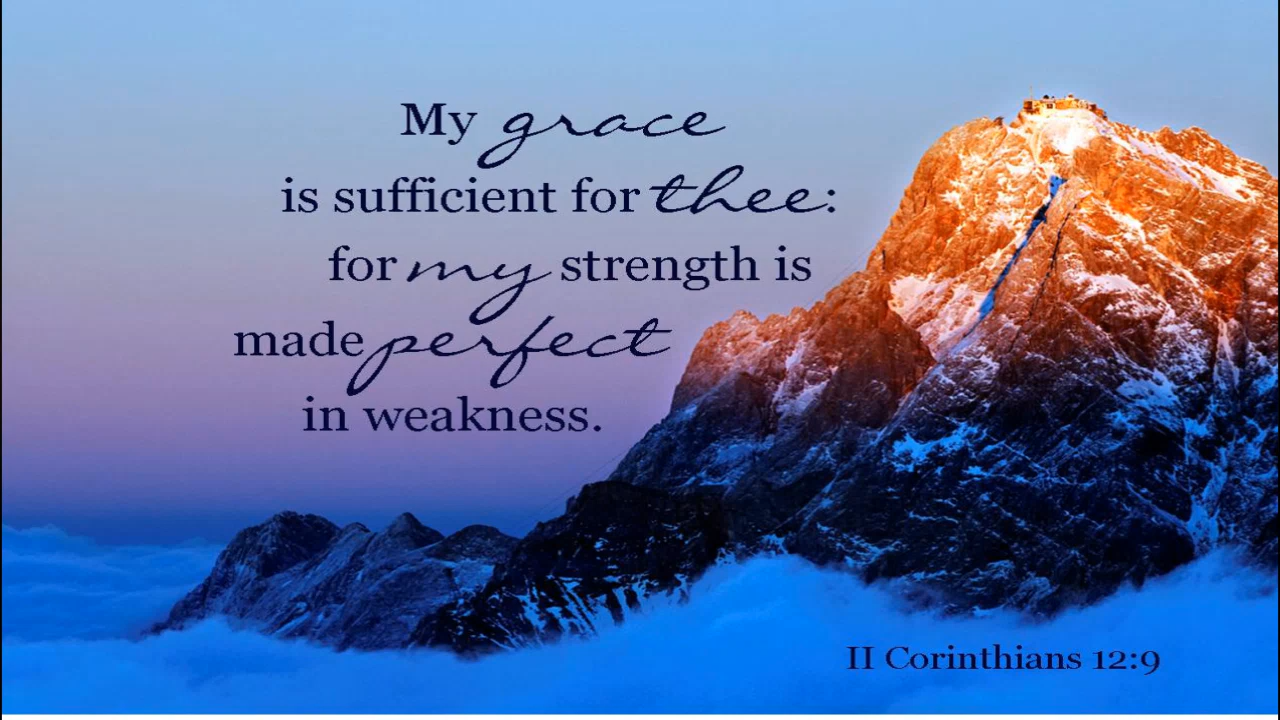 My grace
is sufficient for thee:
for my strength is
made perfect
in weakness.
II Corinthians 12:9